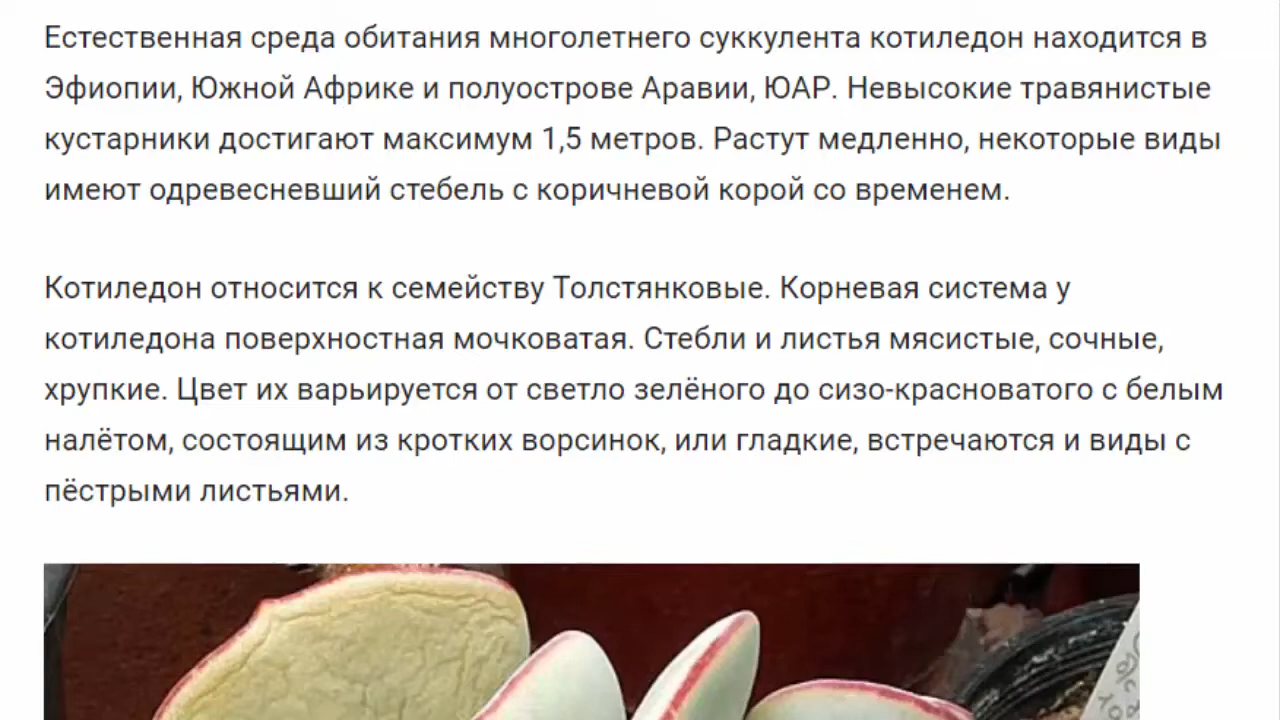 Естественная среда обитания многолетнего суккулента котиледон находится в
Эфиопии, Южной Африке и полуострове Аравии, ЮАР. Невысокие травянистые
кустарники достигают максимум 1,5 метров. Растут медленно, некоторые виды
имеют одревесневший стебель с коричневой корой со временем.
Котиледон относится к семейству Толстянковые. Корневая система у
котиледона поверхностная мочковатая. Стебли и листья мясистые, сочные,
хрупкие. Цвет их варьируется от светло зелёного до сизо-красноватого с белым
налётом, состоящим из кротких ворсинок, или гладкие, встречаются и виды с
пёстрыми листьями.